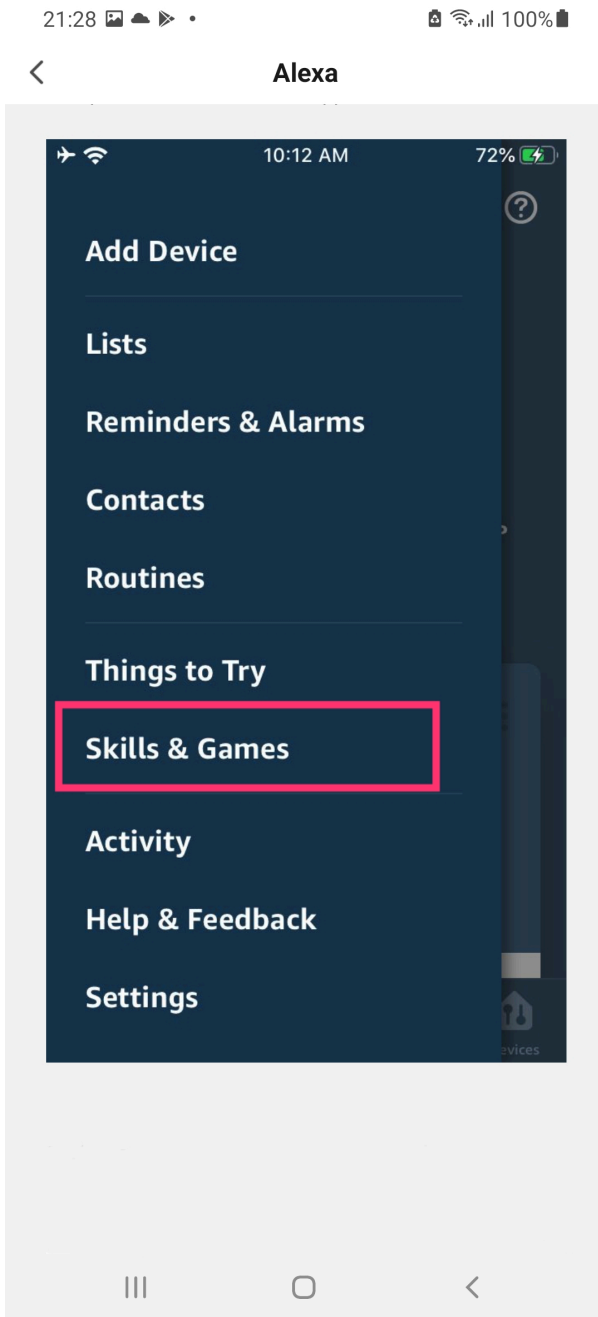 21:28
100%
Alexa
10:12 AM
72%
Add Device
Lists
Reminders & Alarms
Contacts
Routines
Things to Try
Skills & Games
Activity
Help & Feedback
Settings
evices